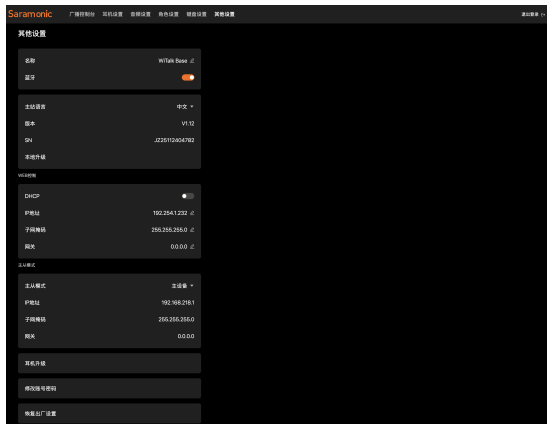 Saramonic 广播控制台 耳机设置 音频设置 角色设置 键盘设置 其他设置 退出登录
其他设置
名称 WiTalk Base
蓝牙
主站语言 中文
版本 V1.12
SN JZ25112404782
本地升级
WEB控制
DHCP
IP地址 192.254.1.232
子网掩码 255.255.255.0
网关 0.0.0.0
主从模式
主从模式 主设备
IP地址 192.168.218.1
子网掩码 255.255.255.0
网关 0.0.0.0
耳机升级
修改账号密码
恢复出厂设置